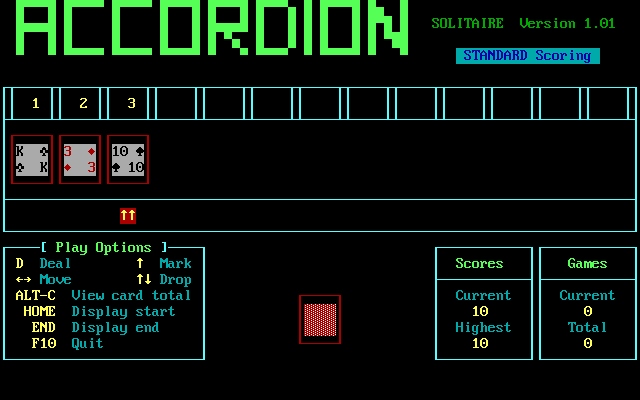 ACCORDION
SOLITAIRE Version 1.01
STANDARD Scoring
1 2 3
K ♣ 3 ♦ 10 ♠
♣ K ♦ 3 ♠ 10
↑↑
[ Play Options ]
D Deal ↑ Mark
↔ Move ↑↓ Drop
ALT-C View card total
HOME Display start
END Display end
F10 Quit
Scores
Current
10
Highest
10
Games
Current
0
Total
0